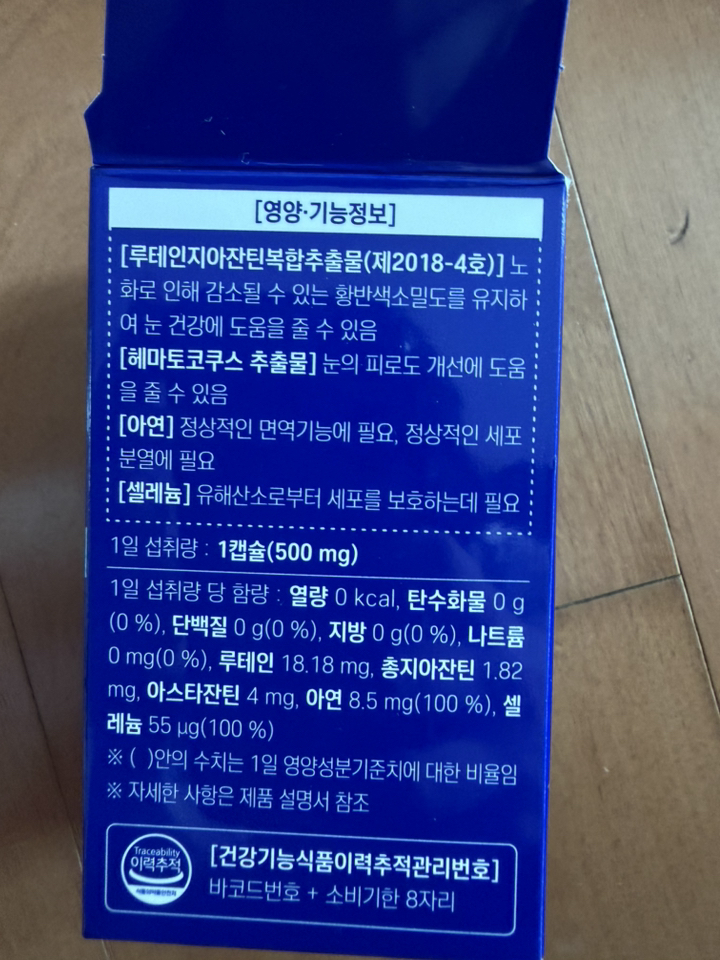 [영양·기능정보]
[루테인지아잔틴복합추출물(제2018-4호)] 노
화로 인해 감소될 수 있는 황반색소밀도를 유지하
여 눈 건강에 도움을 줄 수 있음
[헤마토코쿠스 추출물] 눈의 피로도 개선에 도움
을 줄 수 있음
[아연] 정상적인 면역기능에 필요, 정상적인 세포
분열에 필요
[셀레늄] 유해산소로부터 세포를 보호하는데 필요
1일 섭취량 : 1캡슐(500 mg)
1일 섭취량 당 함량 : 열량 0 kcal, 탄수화물 0 g
(0 %), 단백질 0 g(0 %), 지방 0 g(0 %), 나트륨
0 mg(0 %), 루테인 18.18 mg, 총지아잔틴 1.82
mg, 아스타잔틴 4 mg, 아연 8.5 mg(100 %), 셀
레늄 55 μg(100 %)
※ ( )안의 수치는 1일 영양성분기준치에 대한 비율임
※ 자세한 사항은 제품 설명서 참조
Traceability
이력추적
식품의약품안전처
[건강기능식품이력추적관리번호]
바코드번호 + 소비기한 8자리